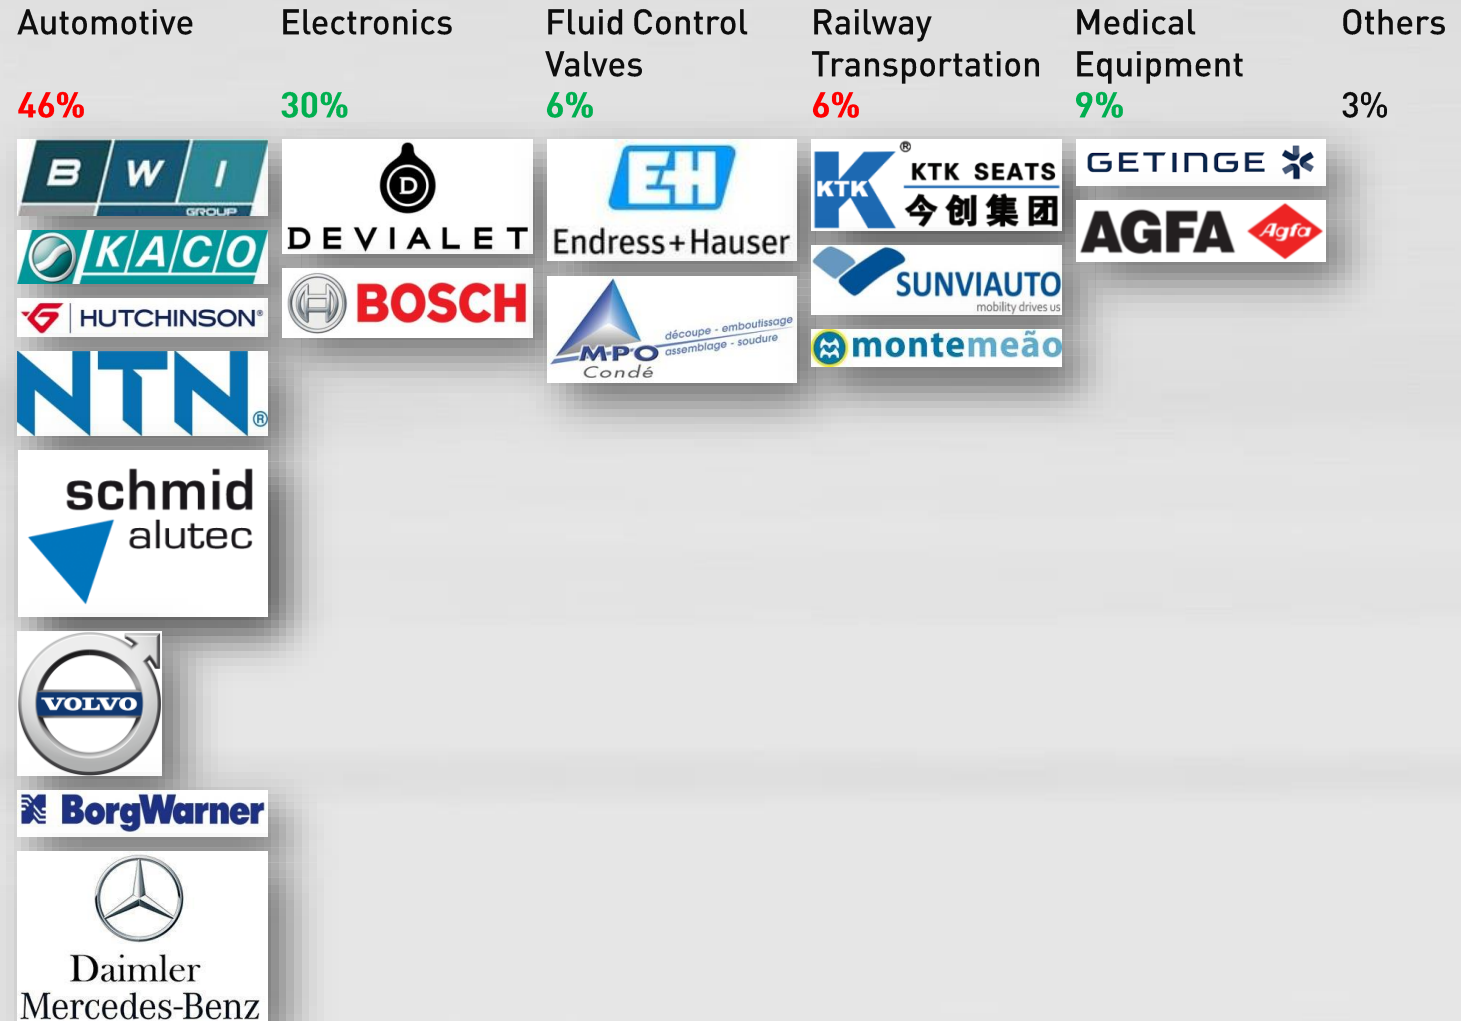 Automotive
46%
BWI
GROUP
KACO
HUTCHINSON®
NTN®
schmid
alutec
VOLVO
BorgWarner
Daimler
Mercedes-Benz
Electronics
30%
D
DEVIALET
BOSCH
Fluid Control
Valves
6%
EH
Endress+Hauser
MPO
Condé
découpe - emboutissage
assemblage - soudure
Railway
Transportation
6%
KTK
®
KTK SEATS
今创集团
SUNVIAUTO
mobility drives us
montemeão
Medical
Equipment
9%
GETINGE
AGFA
Agfa
Others
3%